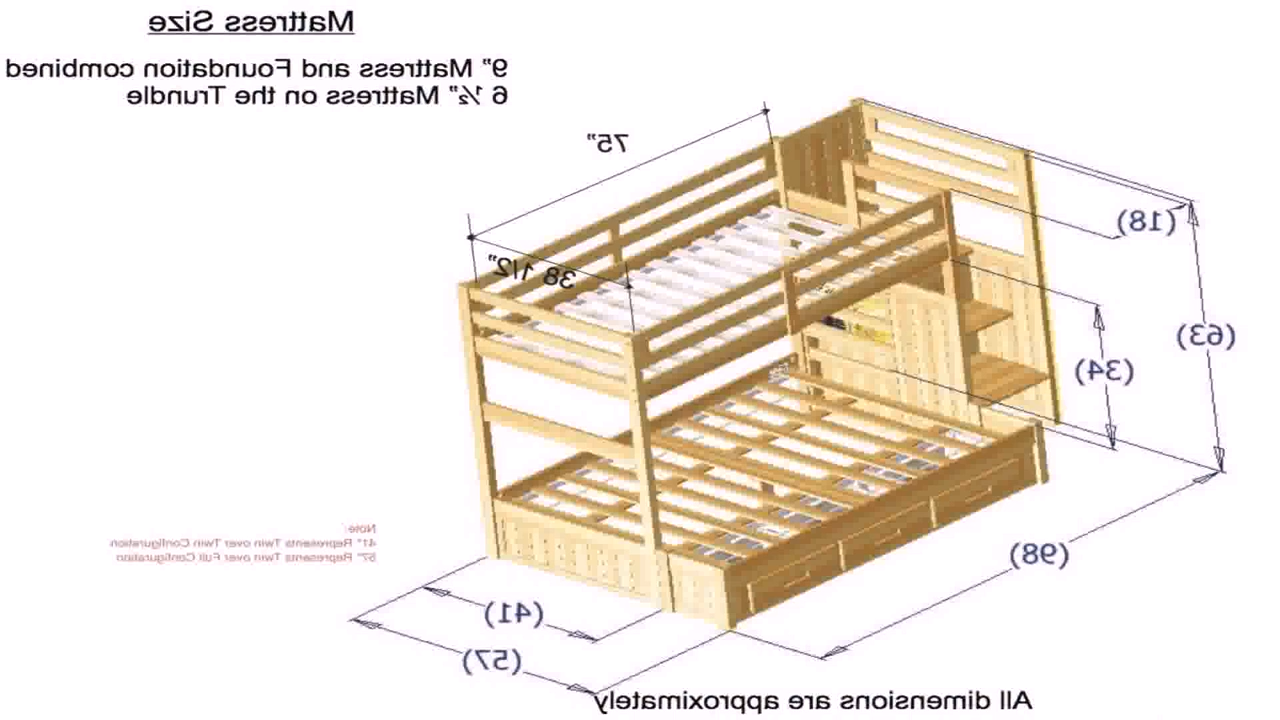 Mattress Size
9” Mattress and Foundation combined
6 ½” Mattress on the Trundle
75”
38 1/2”
(18)
(63)
(34)
(98)
(41)
(57)
Note:
41" Represents Twin over Twin Configuration
57" Represents Twin over Full Configuration
All dimensions are approximately